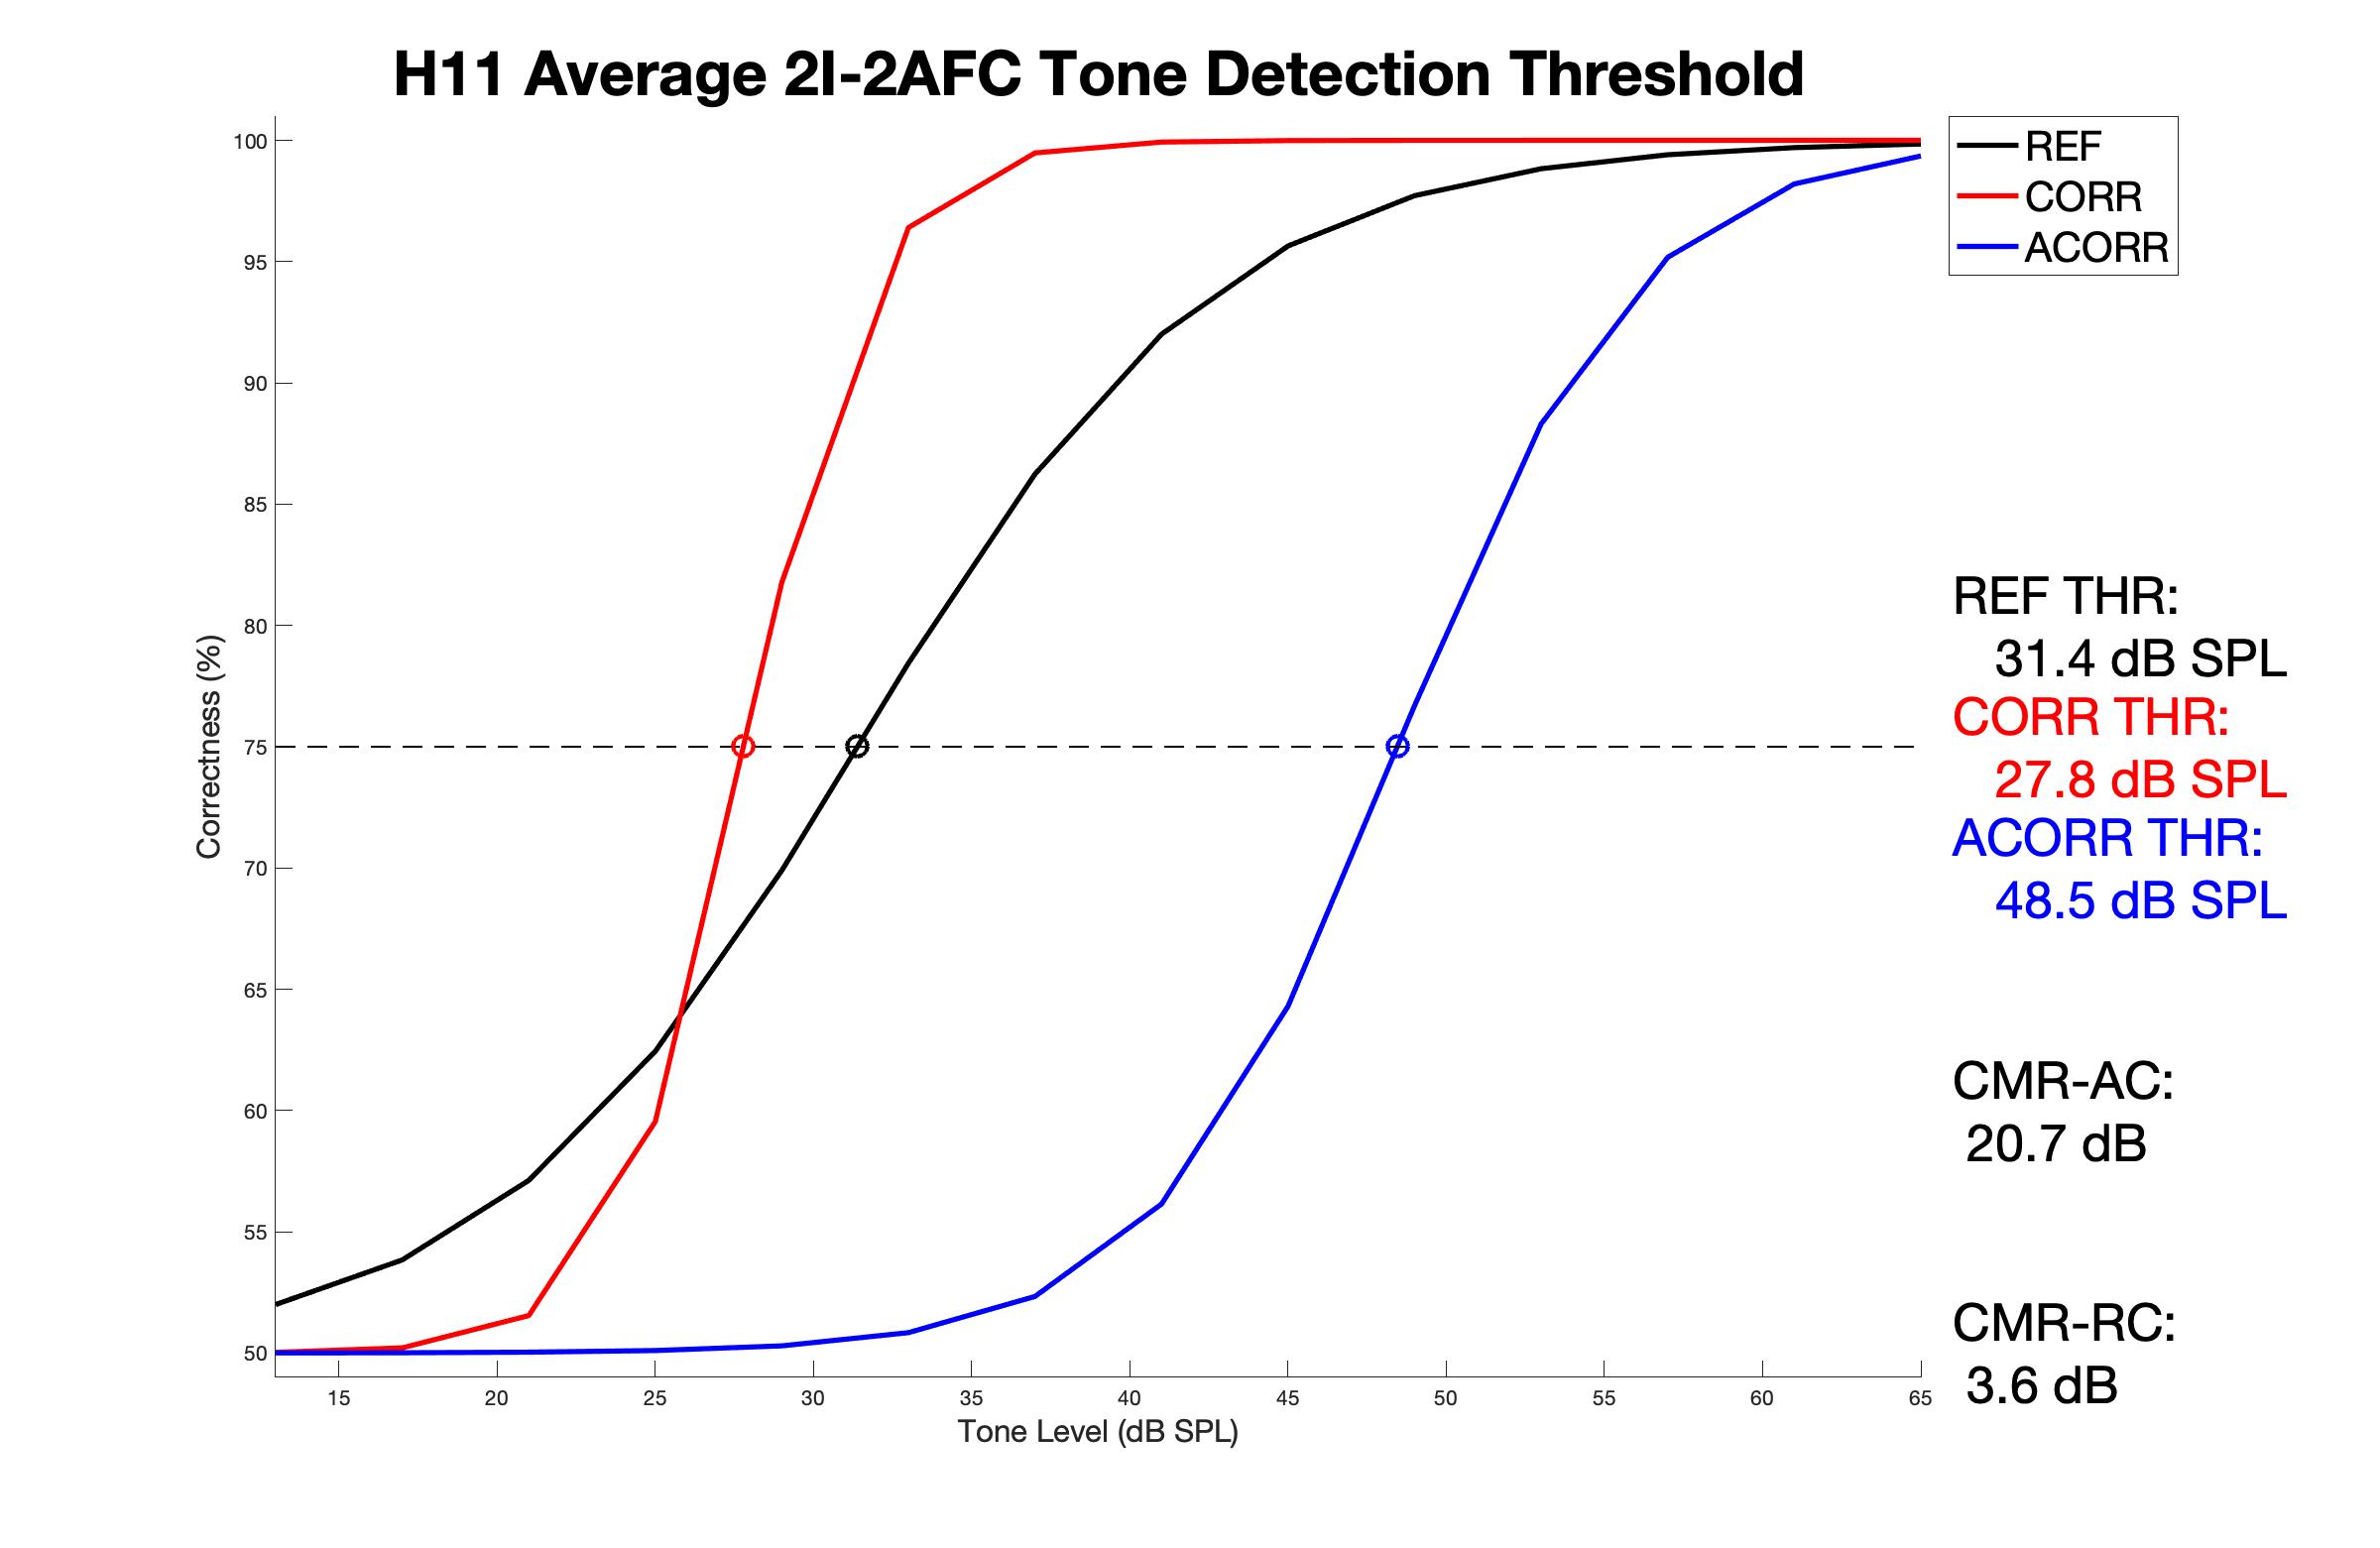 H11 Average 2I-2AFC Tone Detection Threshold
REF
CORR
ACORR
100
95
90
85
80
75
70
65
60
55
50
Correctness (%)
15 20 25 30 35 40 45 50 55 60 65
Tone Level (dB SPL)
REF THR:
31.4 dB SPL
CORR THR:
27.8 dB SPL
ACORR THR:
48.5 dB SPL
CMR-AC:
20.7 dB
CMR-RC:
3.6 dB